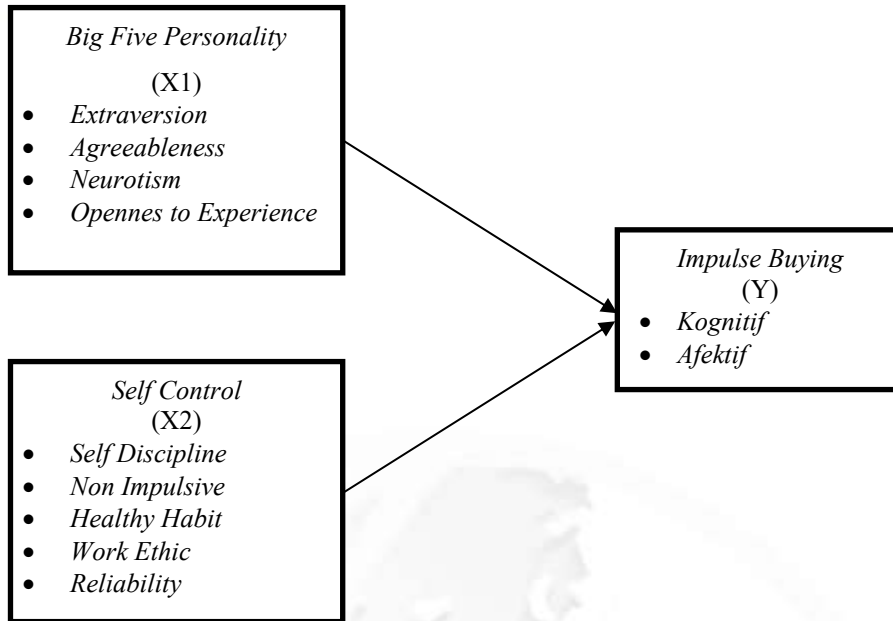 Big Five Personality
(X1)
• Extraversion
• Agreeableness
• Neurotism
• Opennes to Experience
Impulse Buying
(Y)
• Kognitif
• Afektif
Self Control
(X2)
• Self Discipline
• Non Impulsive
• Healthy Habit
• Work Ethic
• Reliability